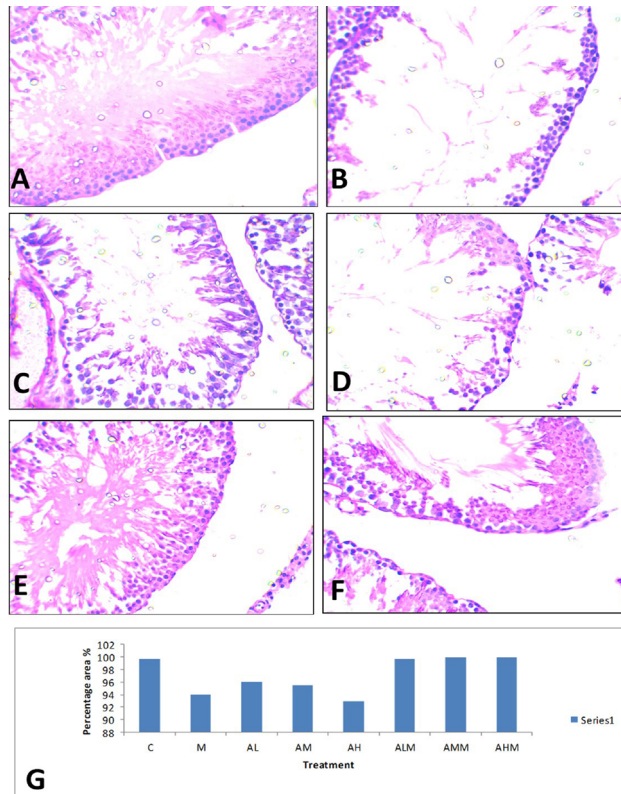 A
B
C
D
E
F
102
100
98
96
94
92
90
88
Percentage area %
C M AL AM AH ALM AMM AHM
Treatment
Series1
G